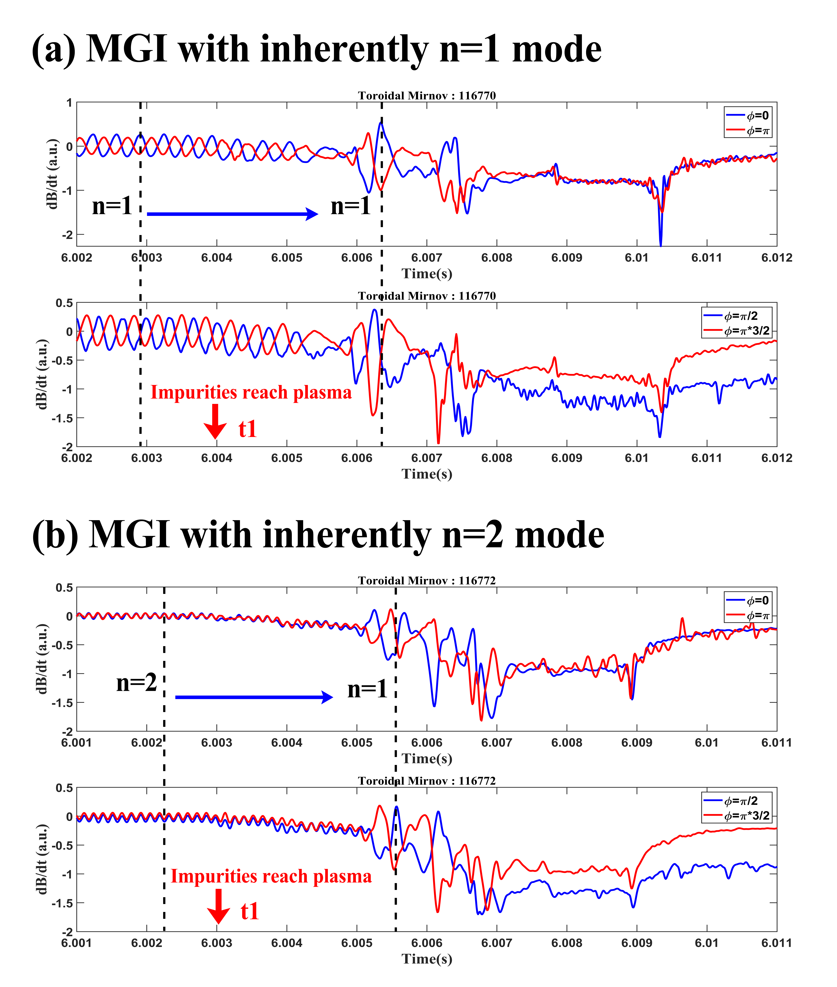 (a) MGI with inherently n=1 mode
Toroidal Mirnov : 116770
1
0
-1
-2
dB/dt (a.u.)
ϕ=0
ϕ=π
n=1
n=1
6.002 6.003 6.004 6.005 6.006 6.007 6.008 6.009 6.01 6.011 6.012
Time(s)
Toroidal Mirnov : 116770
0.5
0
-0.5
-1
-1.5
-2
dB/dt (a.u.)
ϕ=π/2
ϕ=π*3/2
Impurities reach plasma
t1
6.002 6.003 6.004 6.005 6.006 6.007 6.008 6.009 6.01 6.011 6.012
Time(s)
(b) MGI with inherently n=2 mode
Toroidal Mirnov : 116772
0.5
0
-0.5
-1
-1.5
-2
dB/dt (a.u.)
ϕ=0
ϕ=π
n=2
n=1
6.001 6.002 6.003 6.004 6.005 6.006 6.007 6.008 6.009 6.01 6.011
Time(s)
Toroidal Mirnov : 116772
0.5
0
-0.5
-1
-1.5
-2
dB/dt (a.u.)
ϕ=π/2
ϕ=π*3/2
Impurities reach plasma
t1
6.001 6.002 6.003 6.004 6.005 6.006 6.007 6.008 6.009 6.01 6.011
Time(s)